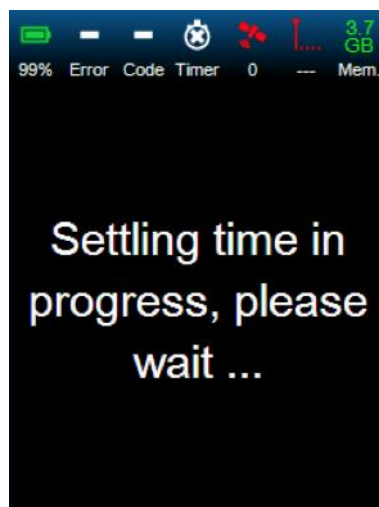 3.7
GB
99% Error Code Timer 0 --- Mem.
Settling time in
progress, please
wait ...